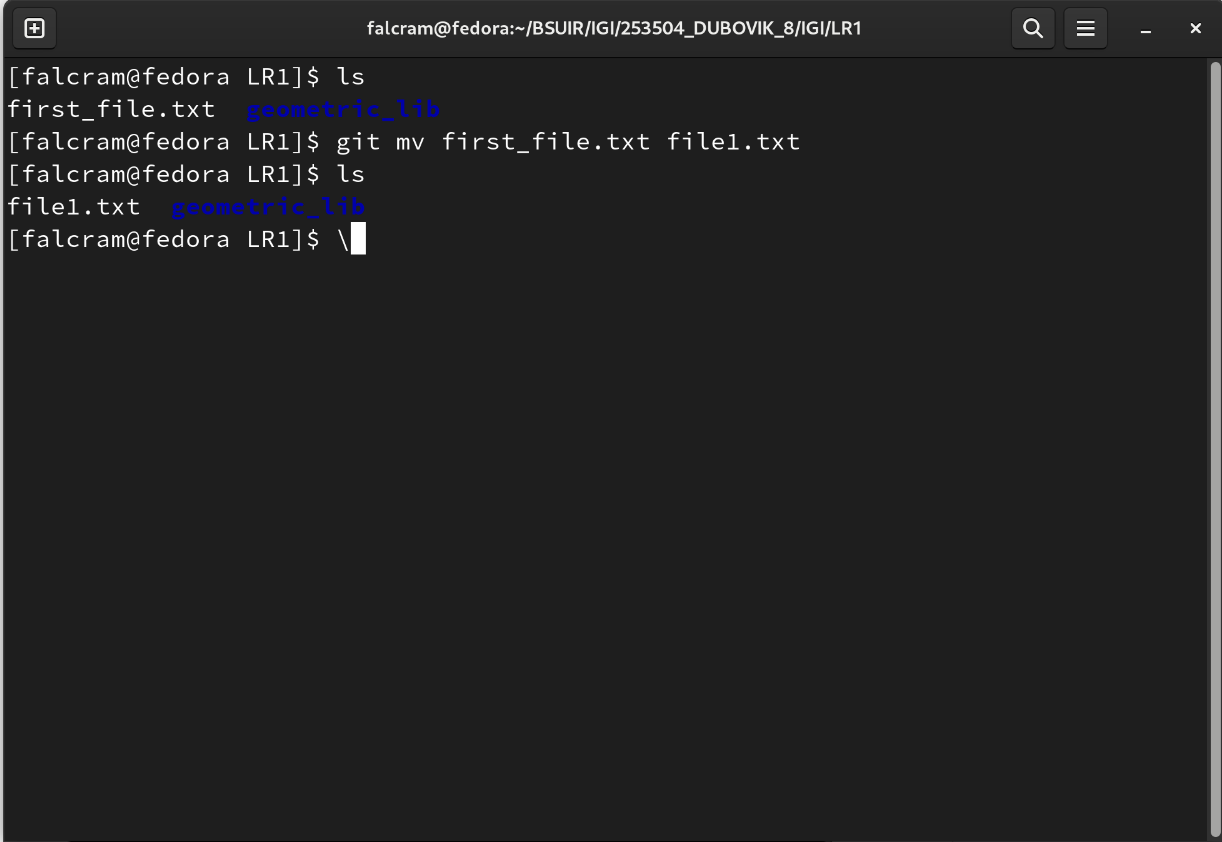 falcram@fedora:~/BSUIR/IGI/253504_DUBOVIK_8/IGI/LR1
[falcram@fedora LR1]$ ls
first_file.txt  geometric_lib
[falcram@fedora LR1]$ git mv first_file.txt file1.txt
[falcram@fedora LR1]$ ls
file1.txt  geometric_lib
[falcram@fedora LR1]$ \